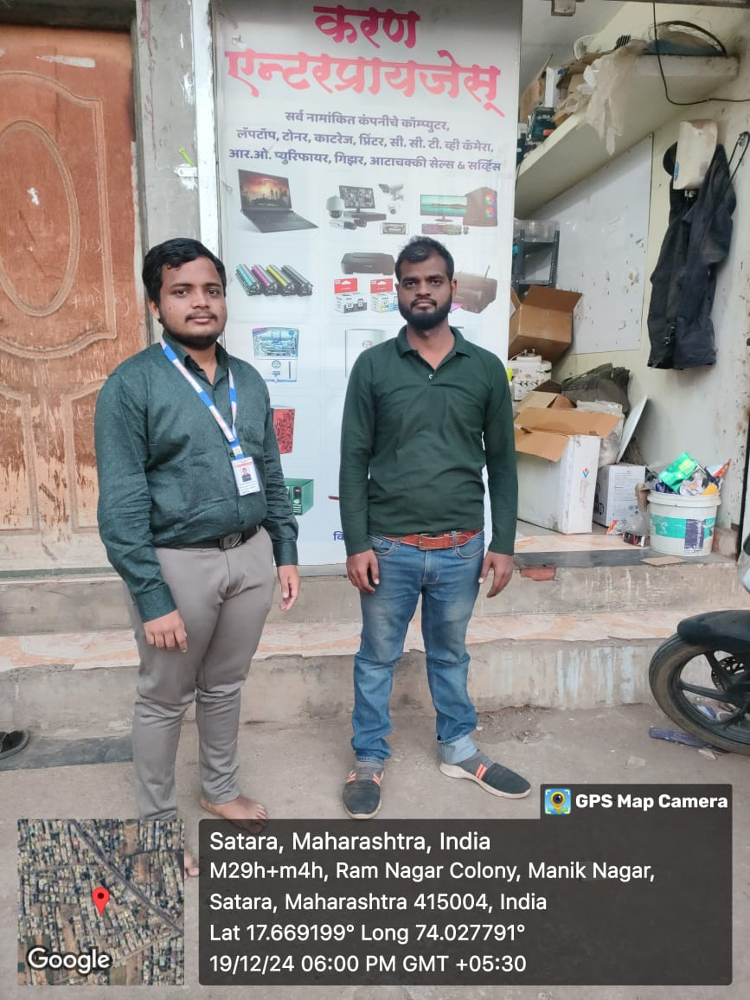 करण
एन्टरप्रायजेस्
सर्व नामांकित कंपनीचे कॉम्प्युटर,
लॅपटॉप, टोनर, काटरेज, प्रिंटर, सी. सी. टी. व्ही कॅमेरा,
आर.ओ. प्युरिफायर, गिझर, आटाचक्की सेल्स & सर्व्हिस
GPS Map Camera
Satara, Maharashtra, India
M29h+m4h, Ram Nagar Colony, Manik Nagar,
Satara, Maharashtra 415004, India
Lat 17.669199° Long 74.027791°
19/12/24 06:00 PM GMT +05:30
Google